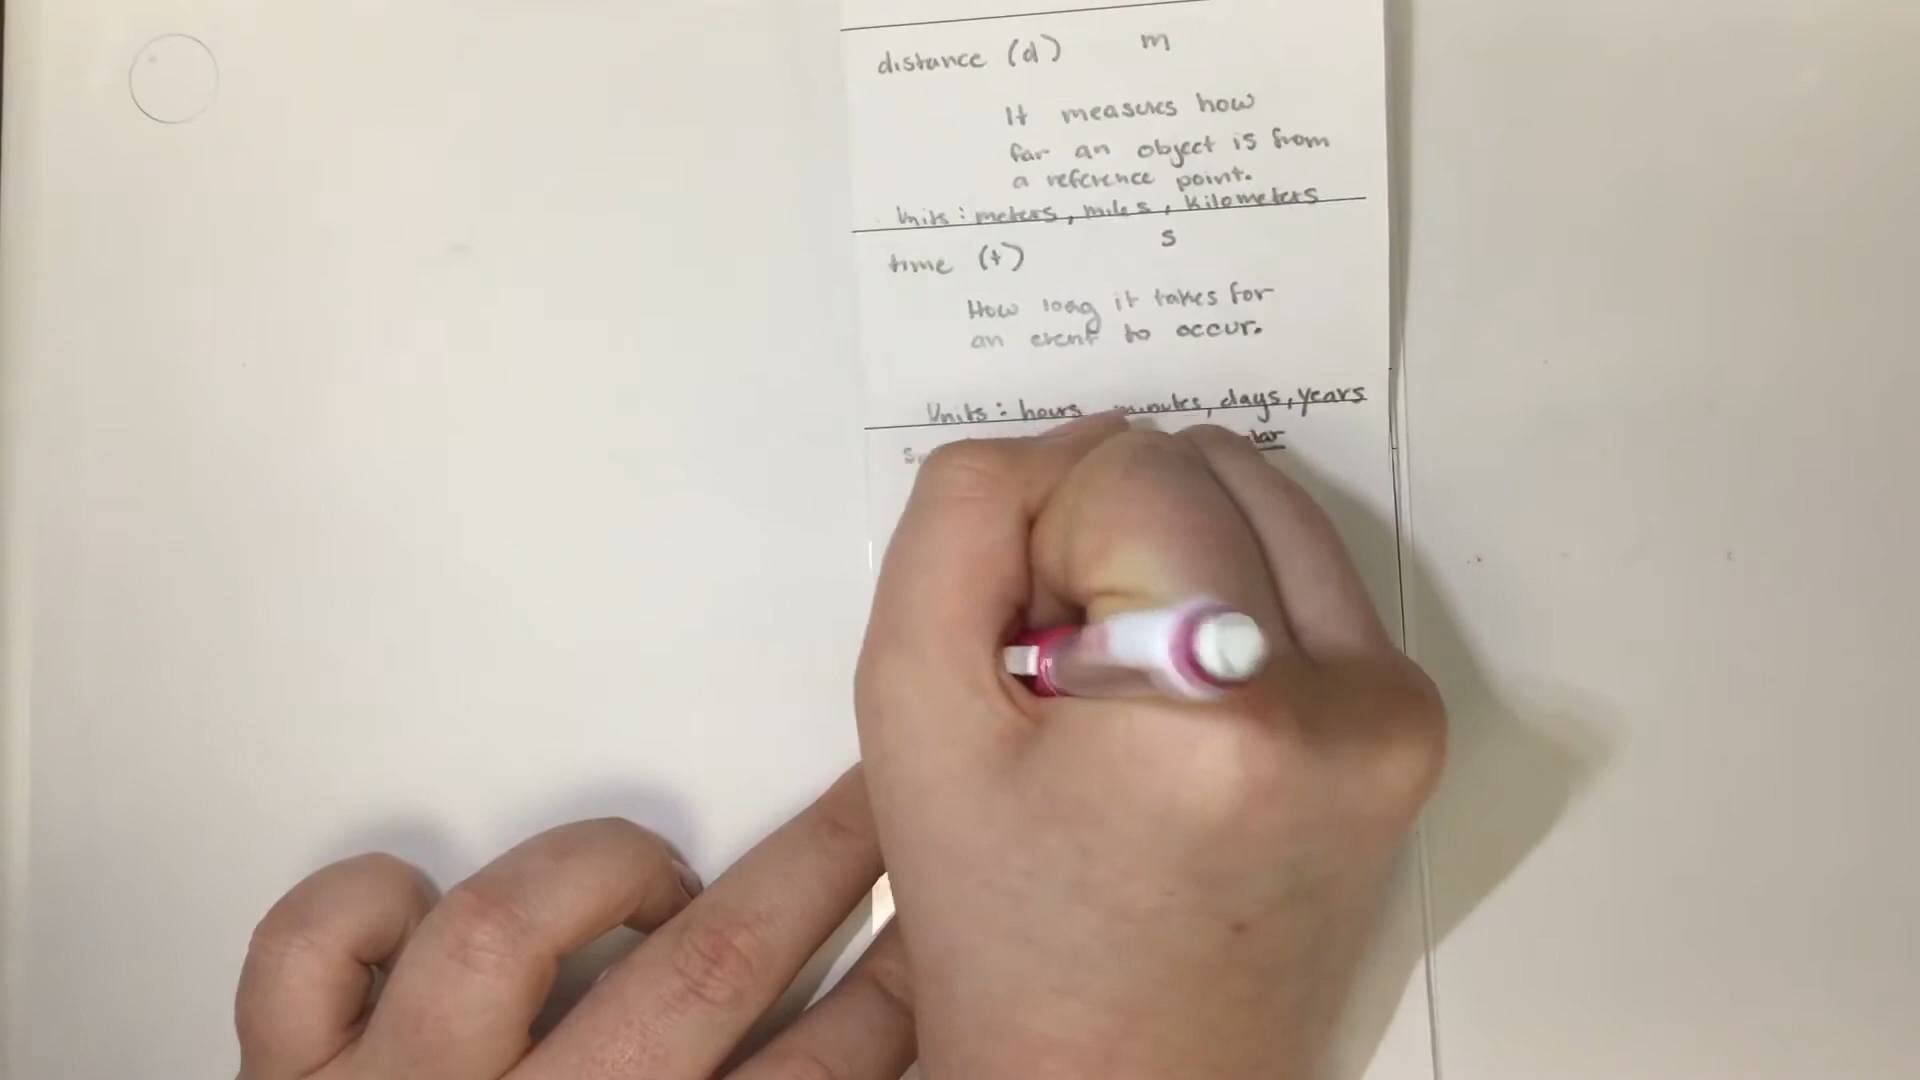 distance (d) m
It measures how
far an object is from
a reference point.
Units: meters, miles, kilometers
time (t) s
How long it takes for
an event to occur.
Units: hours, minutes, days, years